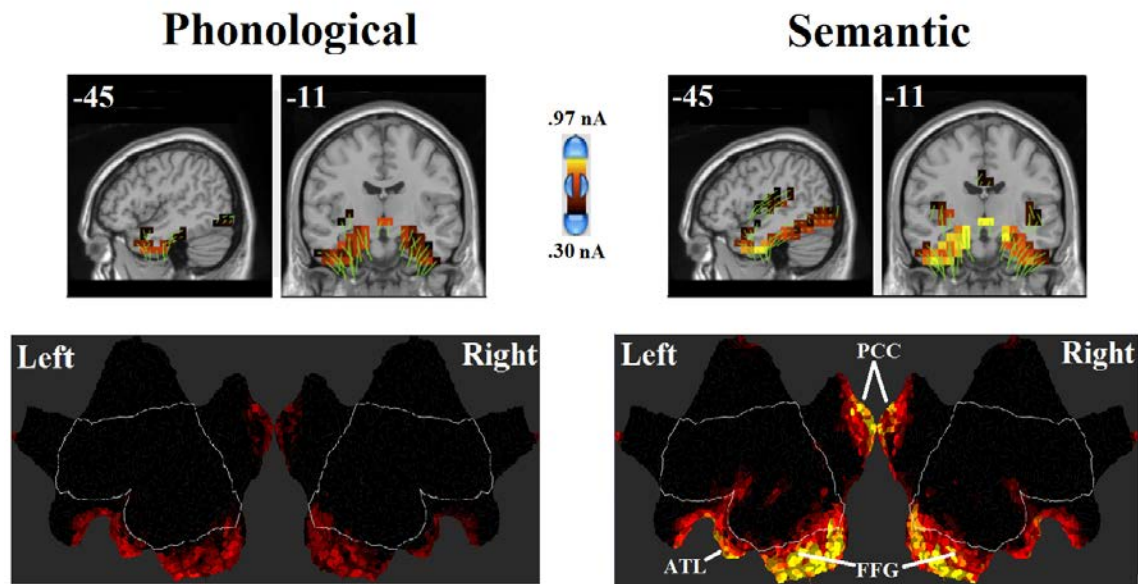 Phonological
Semantic
-45
-11
.97 nA
.30 nA
-45
-11
Left
Right
Left
PCC
Right
ATL
FFG